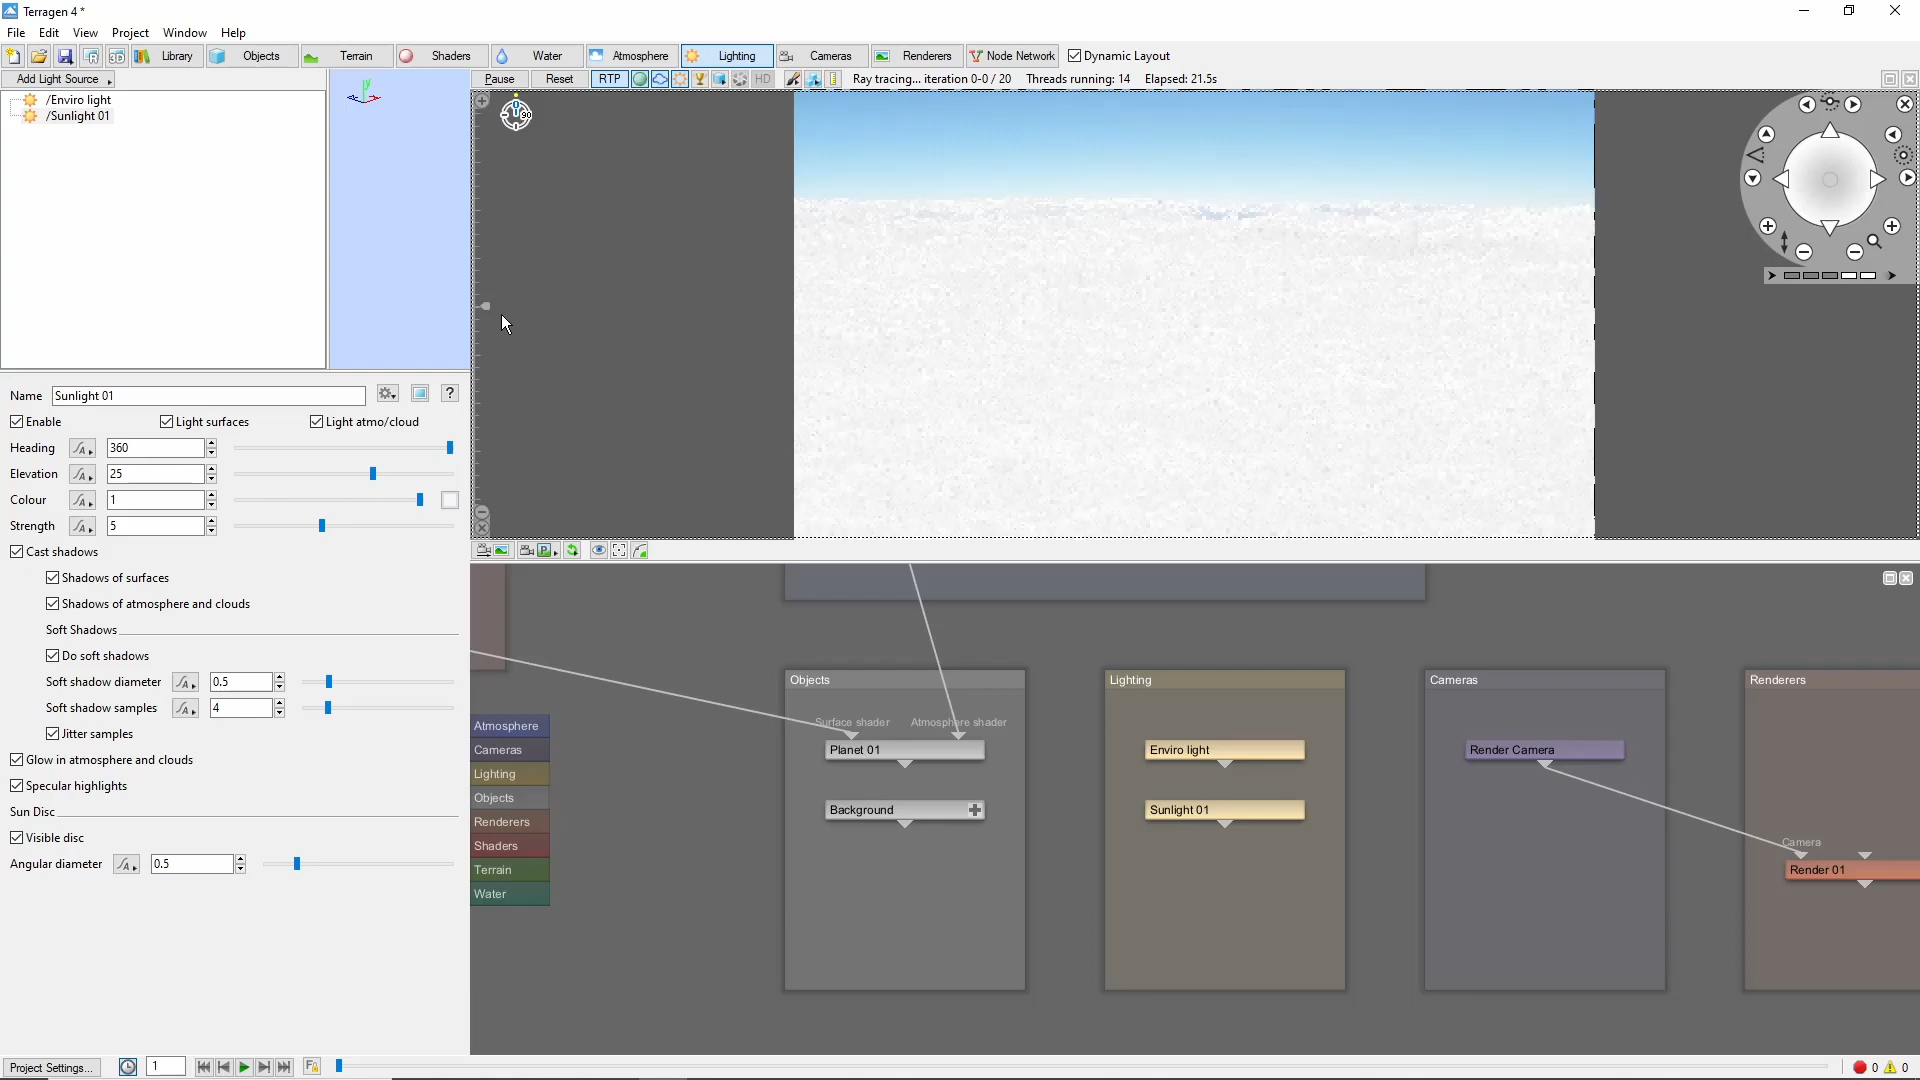 Terragen 4 *
File Edit View Project Window Help
Library Objects Terrain Shaders Water Atmosphere Lighting Cameras Renderers Node Network Dynamic Layout
Add Light Source
Pause Reset RTP HD Ray tracing... iteration 0-0 / 20 Threads running: 14 Elapsed: 21.5s
/Enviro light
/Sunlight 01
y
0
90
Name Sunlight 01 ?
Enable Light surfaces Light atmo/cloud
Heading 360
Elevation 25
Colour 1
Strength 5
Cast shadows
Shadows of surfaces
Shadows of atmosphere and clouds
Soft Shadows
Do soft shadows
Soft shadow diameter 0.5
Soft shadow samples 4
Jitter samples
Glow in atmosphere and clouds
Specular highlights
Sun Disc
Visible disc
Angular diameter 0.5
P
Atmosphere
Cameras
Lighting
Objects
Renderers
Shaders
Terrain
Water
Objects
Surface shader Atmosphere shader
Planet 01
Background
Lighting
Enviro light
Sunlight 01
Cameras
Render Camera
Renderers
Camera
Render 01
Project Settings... 1 F 0 0